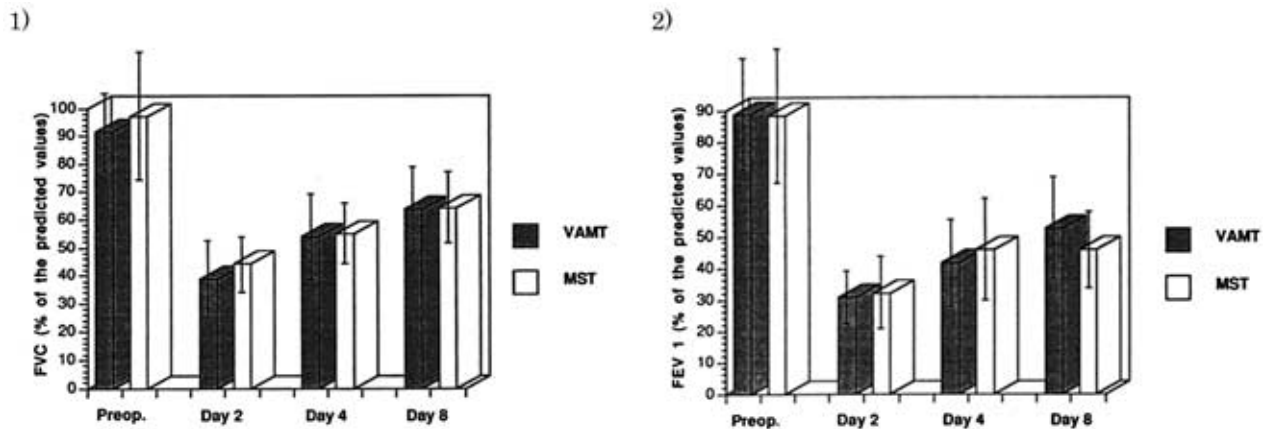 1)
FVC (% of the predicted values)
100
90
80
70
60
50
40
30
20
10
0
Preop. Day 2 Day 4 Day 8
VAMT
MST
2)
FEV 1 (% of the predicted values)
90
80
70
60
50
40
30
20
10
0
Preop. Day 2 Day 4 Day 8
VAMT
MST